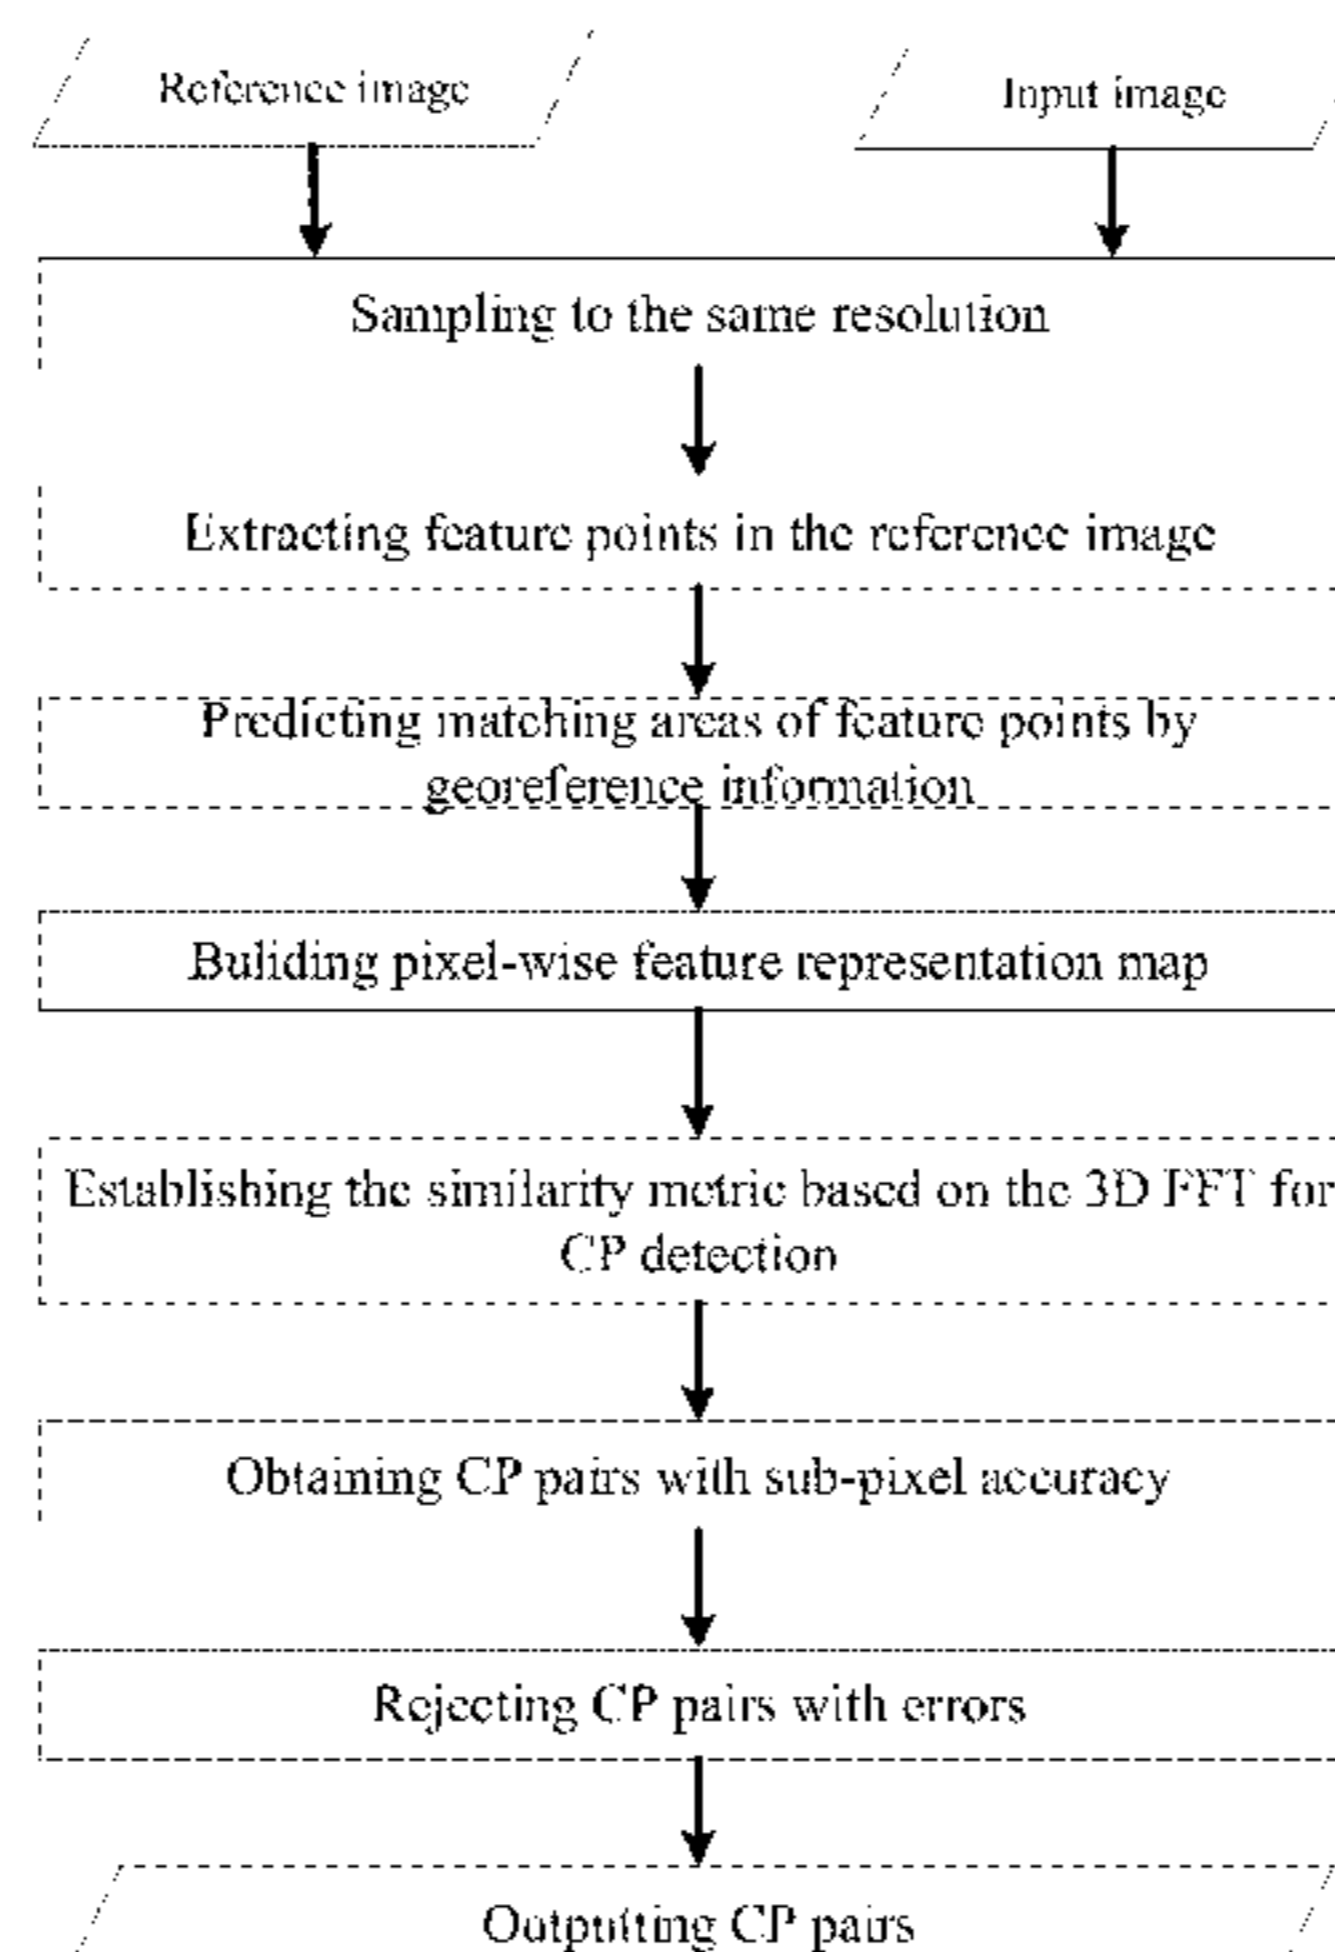 Reference image
Input image
Sampling to the same resolution
Extracting feature points in the reference image
Predicting matching areas of feature points by
georeference information
Buliding pixel-wise feature representation map
Establishing the similarity metric based on the 3D FFT for
CP detection
Obtaining CP pairs with sub-pixel accuracy
Rejecting CP pairs with errors
Outputting CP pairs